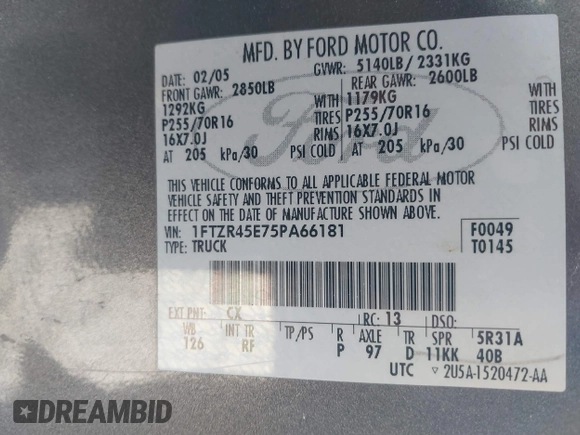 MFD. BY FORD MOTOR CO.
DATE: 02/05 GVWR: 5140LB / 2331KG
FRONT GAWR: 2850LB REAR GAWR: 2600LB
1292KG WITH 1179KG WITH
P255/70R16 TIRES P255/70R16 TIRES
16X7.0J RIMS 16X7.0J RIMS
AT 205 kPa/30 PSI COLD AT 205 kPa/30 PSI COLD
Ford
THIS VEHICLE CONFORMS TO ALL APPLICABLE FEDERAL MOTOR
VEHICLE SAFETY AND THEFT PREVENTION STANDARDS IN
EFFECT ON THE DATE OF MANUFACTURE SHOWN ABOVE.
VIN: 1FTZR45E75PA66181 F0049
TYPE: TRUCK T0145
EXT PNT: CX RC: 13 DSO:
WB INT TR TP/PS R AXLE TR SPR 5R31A
126 RF P 97 D 11KK 40B
UTC ▽ 2U5A-1520472-AA
DREAMBID